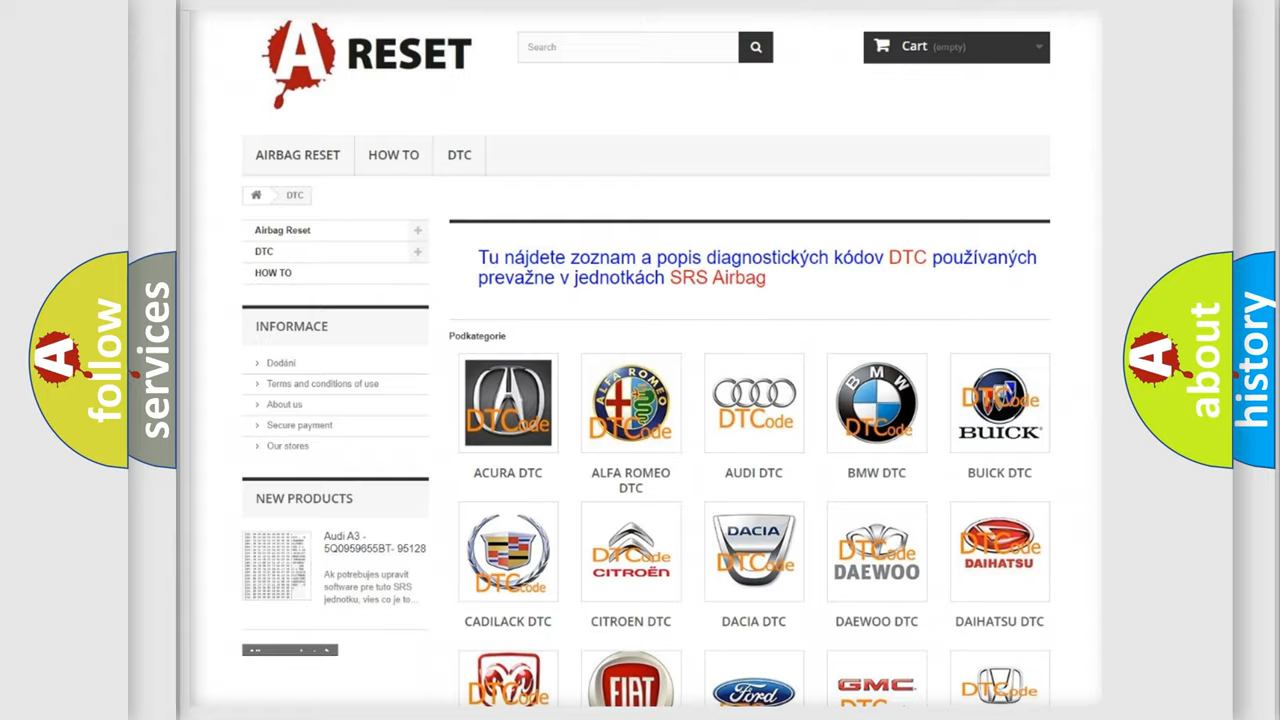 A RESET
Search
Cart (empty)
AIRBAG RESET
HOW TO
DTC
DTC
Airbag Reset
DTC
HOW TO
INFORMACE
Dodání
Terms and conditions of use
About us
Secure payment
Our stores
NEW PRODUCTS
Audi A3 -
5Q0959655BT- 95128
Ak potrebujes upravit
software pre tuto SRS
jednotku, vies co je to...
Tu nájdete zoznam a popis diagnostických kódov DTC používaných
prevažne v jednotkách SRS Airbag
Podkategorie
DTCode
ALFA ROMEO
DTCode
DTCode
BMW
DTCode
DTCode
BUICK
ACURA DTC
ALFA ROMEO
DTC
AUDI DTC
BMW DTC
BUICK DTC
DTCode
DTCode
CITROËN
DACIA
DTCode
DTCode
DAEWOO
DTCode
DAIHATSU
CADILACK DTC
CITROEN DTC
DACIA DTC
DAEWOO DTC
DAIHATSU DTC
DTCode
FIAT
Ford
GMC
DTCode
A follow
services
A about
history